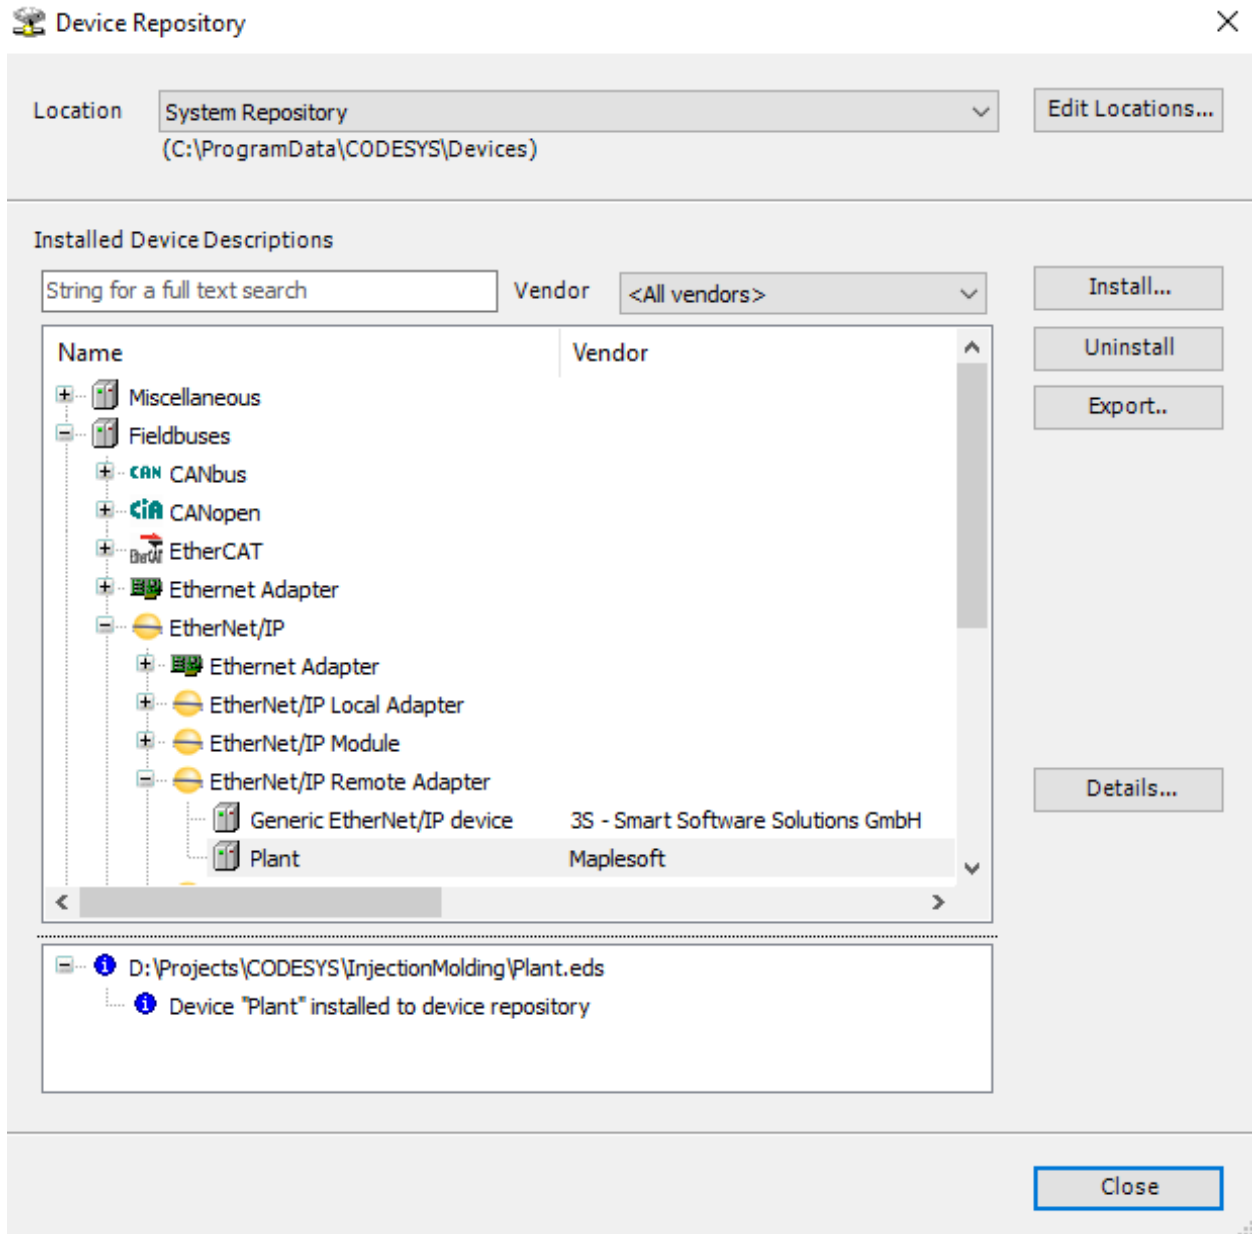 Device Repository
Location System Repository Edit Locations...
(C:\ProgramData\CODESYS\Devices)
Installed Device Descriptions
String for a full text search Vendor <All vendors> Install...
Name Vendor Uninstall
Miscellaneous Export..
Fieldbuses
CAN CANbus
CiA CANopen
EtherCAT EtherCAT
Ethernet Adapter
EtherNet/IP
Ethernet Adapter
EtherNet/IP Local Adapter
EtherNet/IP Module
EtherNet/IP Remote Adapter Details...
Generic EtherNet/IP device 3S - Smart Software Solutions GmbH
Plant Maplesoft
D:\Projects\CODESYS\InjectionMolding\Plant.eds
Device "Plant" installed to device repository
Close